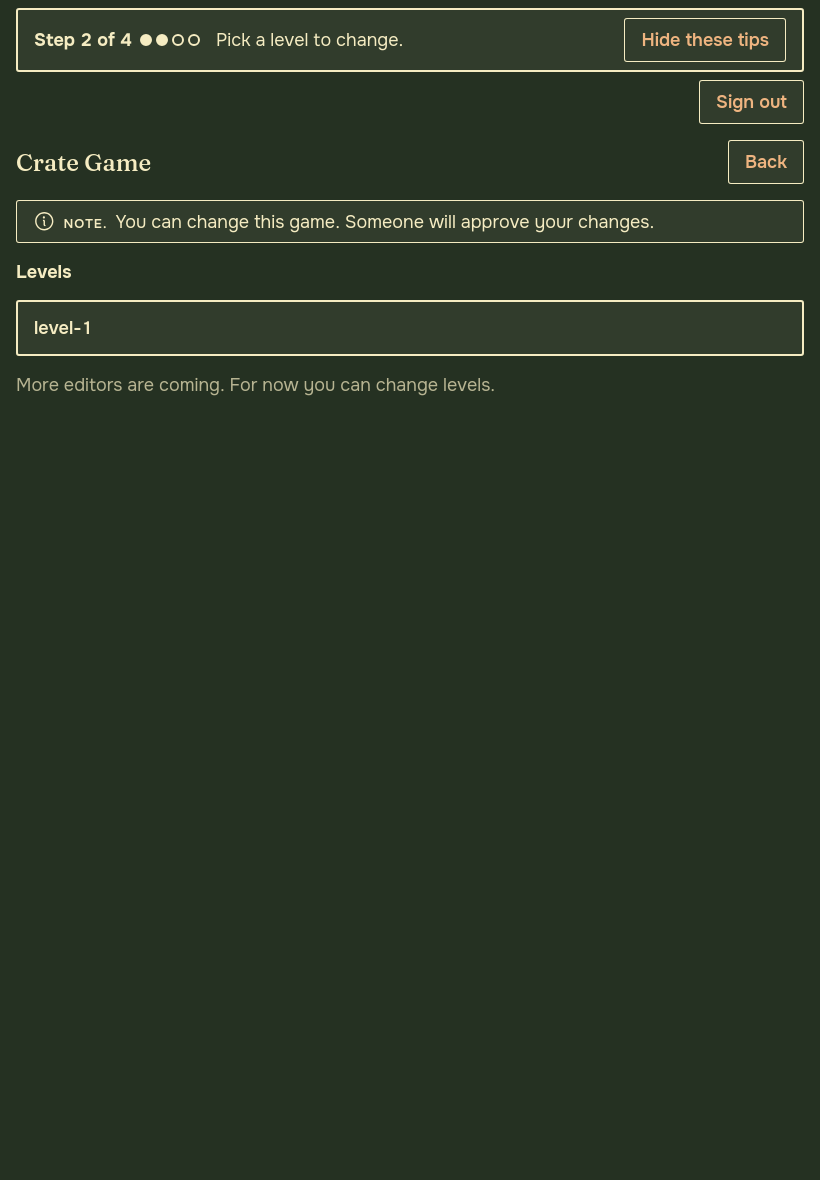 Step 2 of 4 Pick a level to change. Hide these tips
Sign out
Crate Game Back
NOTE. You can change this game. Someone will approve your changes.
Levels
level-1
More editors are coming. For now you can change levels.